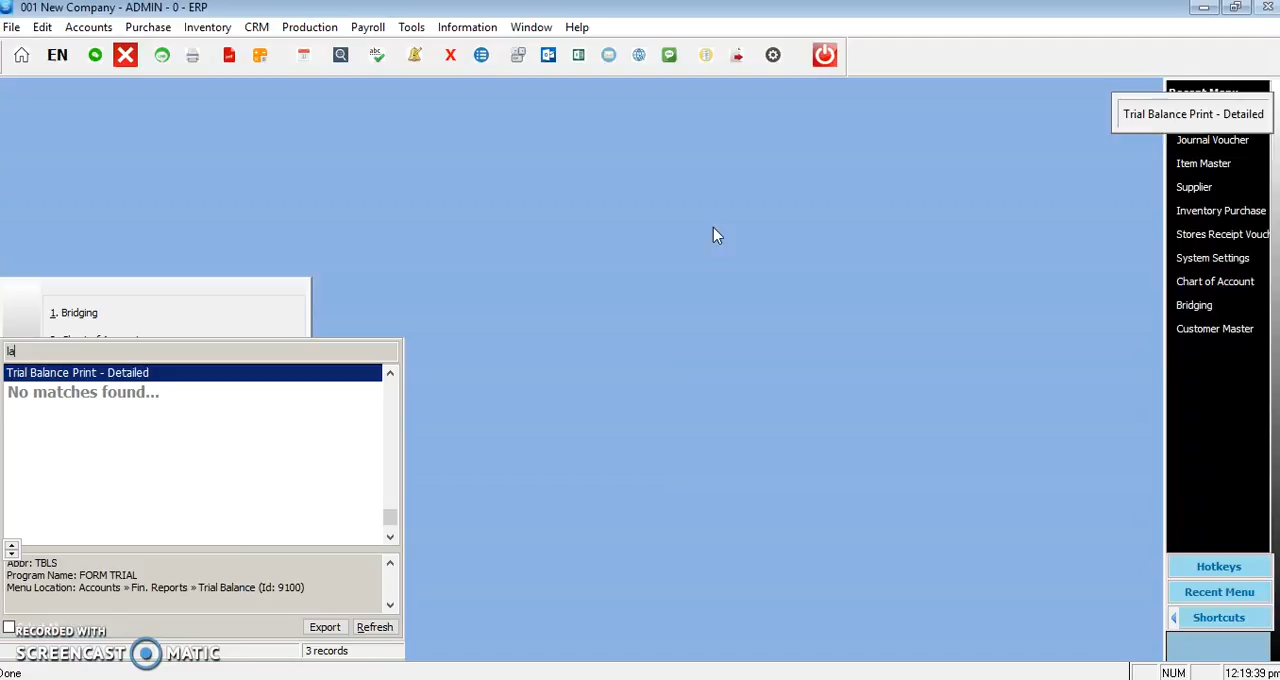 001 New Company - ADMIN - 0 - ERP
File Edit Accounts Purchase Inventory CRM Production Payroll Tools Information Window Help
EN
Trial Balance Print - Detailed
Journal Voucher
Item Master
Supplier
Inventory Purchase
Stores Receipt Vouch
System Settings
Chart of Account
Bridging
Customer Master
1. Bridging
la
Trial Balance Print - Detailed
No matches found...
Abbr: TBLS
Program Name: FORM TRIAL
Menu Location: Accounts » Fin. Reports » Trial Balance (Id: 9100)
Export Refresh
RECORDED WITH
SCREENCAST MATIC
3 records
Hotkeys
Recent Menu
Shortcuts
Done
NUM 12:19:39 pm